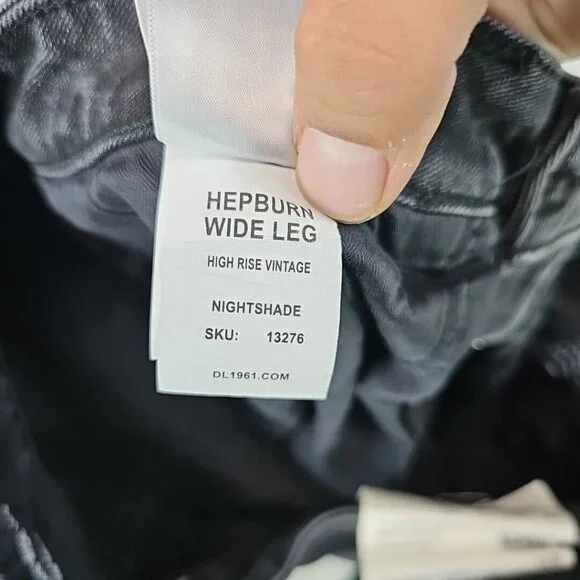 HEPBURN
WIDE LEG
HIGH RISE VINTAGE
NIGHTSHADE
SKU: 13276
DL1961.COM